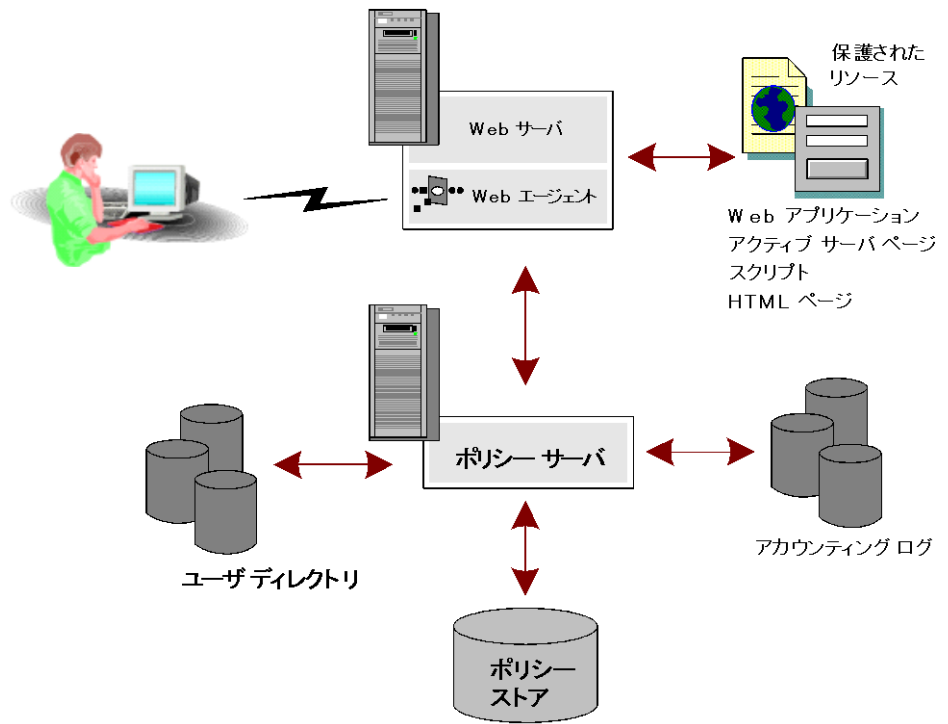 保護された
リソース
Web サーバ
Web エージェント
Web アプリケーション
アクティブ サーバ ページ
スクリプト
HTML ページ
ポリシー サーバ
ユーザ ディレクトリ
アカウンティング ログ
ポリシー
ストア